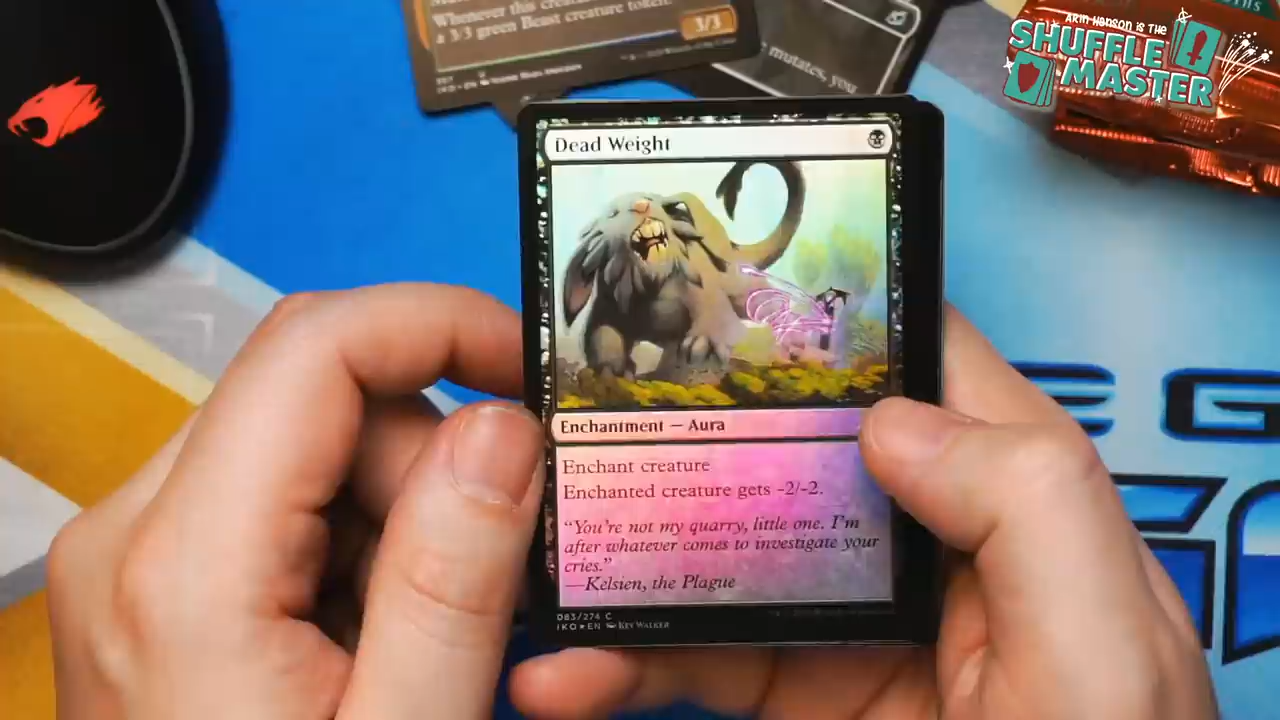 Whenever this creature
a 3/3 green Beast creature token.
3/3
mutates, you
ARIN HANSON IS THE
SHUFFLE
MASTER
Dead Weight
Enchantment — Aura
Enchant creature
Enchanted creature gets -2/-2.
"You're not my quarry, little one. I'm
after whatever comes to investigate your
cries."
—Kelsien, the Plague
083/274 C
IKO★EN Kev Walker
EG